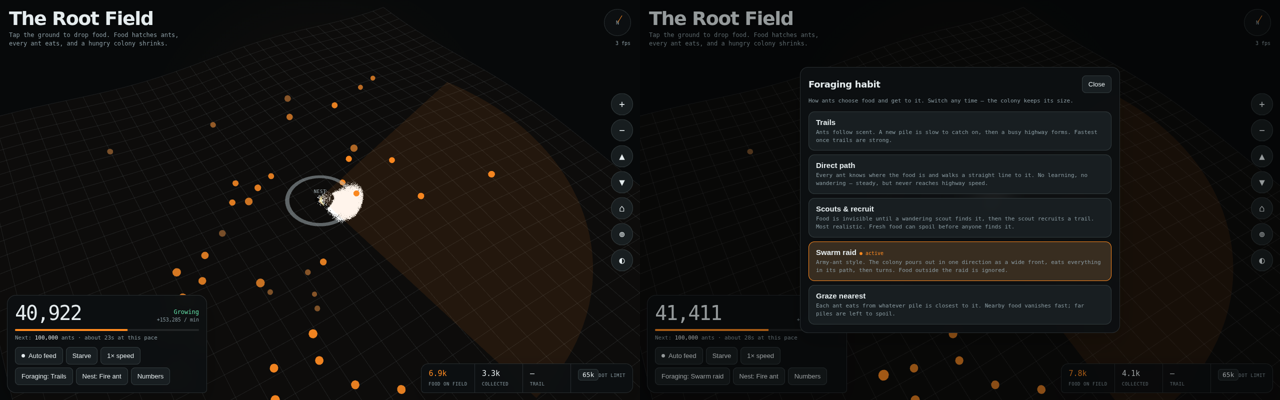 The Root Field
Tap the ground to drop food. Food hatches ants,
every ant eats, and a hungry colony shrinks.
3 fps
+
−
NEST
40,922
Growing
+153,285 / min
Next: 100,000 ants · about 23s at this pace
Auto feed
Starve
1× speed
Foraging: Trails
Nest: Fire ant
Numbers
6.9k
FOOD ON FIELD
3.3k
COLLECTED
—
TRAIL
65k
DOT LIMIT
The Root Field
Tap the ground to drop food. Food hatches ants,
every ant eats, and a hungry colony shrinks.
3 fps
+
−
Foraging habit
Close
How ants choose food and get to it. Switch any time — the colony keeps its size.
Trails
Ants follow scent. A new pile is slow to catch on, then a busy highway forms. Fastest
once trails are strong.
Direct path
Every ant knows where the food is and walks a straight line to it. No learning, no
wandering — steady, but never reaches highway speed.
Scouts & recruit
Food is invisible until a wandering scout finds it, then the scout recruits a trail.
Most realistic. Fresh food can spoil before anyone finds it.
Swarm raid ● active
Army-ant style. The colony pours out in one direction as a wide front, eats everything
in its path, then turns. Food outside the raid is ignored.
Graze nearest
Each ant eats from whatever pile is closest to it. Nearby food vanishes fast; far
piles are left to spoil.
41,411
Next: 100,000 ants · about 28s at this pace
Auto feed
Starve
1× speed
Foraging: Swarm raid
Nest: Fire ant
Numbers
7.8k
FOOD ON FIELD
4.1k
COLLECTED
—
TRAIL
65k
DOT LIMIT